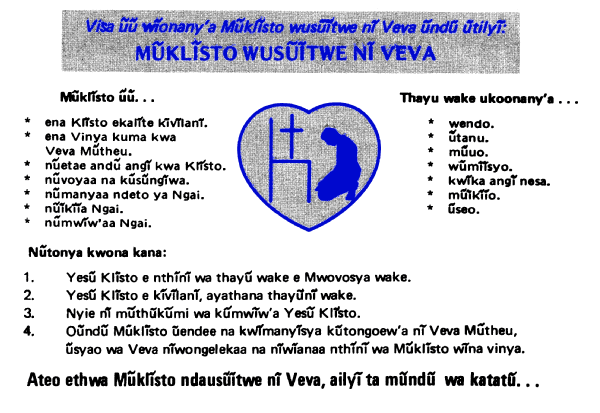 Visa ũũ wĩonany'a Mũklĩsto wusũĩtwe nĩ Veva ũndũ ũtilyĩ:
MŨKLĨSTO WUSŨĨTWE NĨ VEVA
Mũklĩsto ũũ. . .
* ena Klĩsto ekalĩte kĩvĩlanĩ.
* ena Vinya kuma kwa
Veva Mũtheu.
* nũetae andũ angĩ kwa Klĩsto.
* nũvoyaa na kũsũngĩwa.
* nũmanyaa ndeto ya Ngai.
* nũĩkĩĩa Ngai.
* nũmwĩw'aa Ngai.
Thayu wake ukoonany'a . . .
* wendo.
* ũtanu.
* mũuo.
* wũmĩĩsyo.
* kwĩka angĩ nesa.
* mũĩkĩĩo.
* ũseo.
Nũtonya kwona kana:
1. Yesũ Klĩsto e nthĩnĩ wa thayũ wake e Mwovosya wake.
2. Yesũ Klĩsto e kĩvĩlanĩ, ayathana thayũnĩ wake.
3. Nyie nĩ mũthũkũmi wa kũmwĩw'a Yesũ Klĩsto.
4. Oũndũ Mũklĩsto ũendee na kwĩmanyĩsya kũtongoew'a nĩ Veva Mũtheu,
ũsyao wa Veva nĩwongelekaa na nĩwĩanaa nthĩnĩ wa Mũklĩsto wĩna vinya.
Ateo ethwa Mũklĩsto ndausũĩtwe nĩ Veva, ailyĩ ta mũndũ wa katatũ. . .